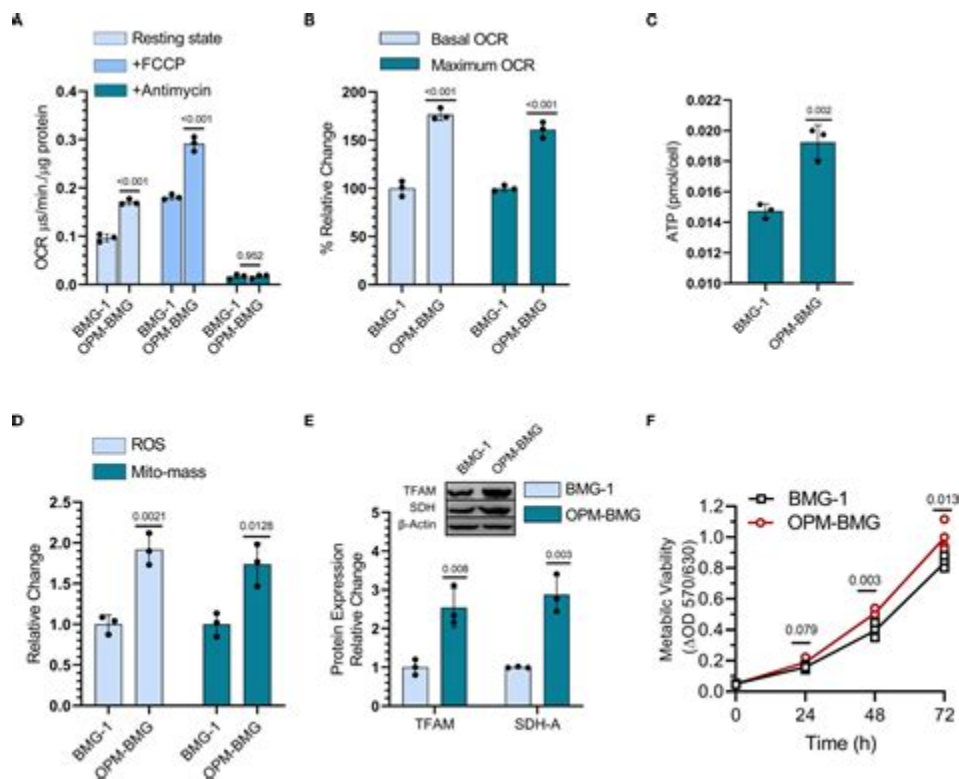 A
Resting state
+FCCP
+Antimycin
OCR µs/min./µg protein
0.4
0.3
0.2
0.1
0.0
<0.001
<0.001
0.952
BMG-1
OPM-BMG
BMG-1
OPM-BMG
BMG-1
OPM-BMG
B
Basal OCR
Maximum OCR
% Relative Change
200
150
100
50
0
<0.001
<0.001
BMG-1
OPM-BMG
BMG-1
OPM-BMG
C
ATP (pmol/cell)
0.022
0.020
0.018
0.016
0.014
0.012
0.010
0.002
BMG-1
OPM-BMG
D
ROS
Mito-mass
Relative Change
2.5
2.0
1.5
1.0
0.5
0.0
0.0021
0.0128
BMG-1
OPM-BMG
BMG-1
OPM-BMG
E
BMG-1
OPM-BMG
TFAM
SDH
β-Actin
BMG-1
OPM-BMG
Protein Expression
Relative Change
5
4
3
2
1
0
0.008
0.003
TFAM
SDH-A
F
BMG-1
OPM-BMG
Metabilic Viability
(ΔOD 570/630)
1.2
1.0
0.8
0.6
0.4
0.2
0.0
0.079
0.003
0.013
0
24
48
72
Time (h)